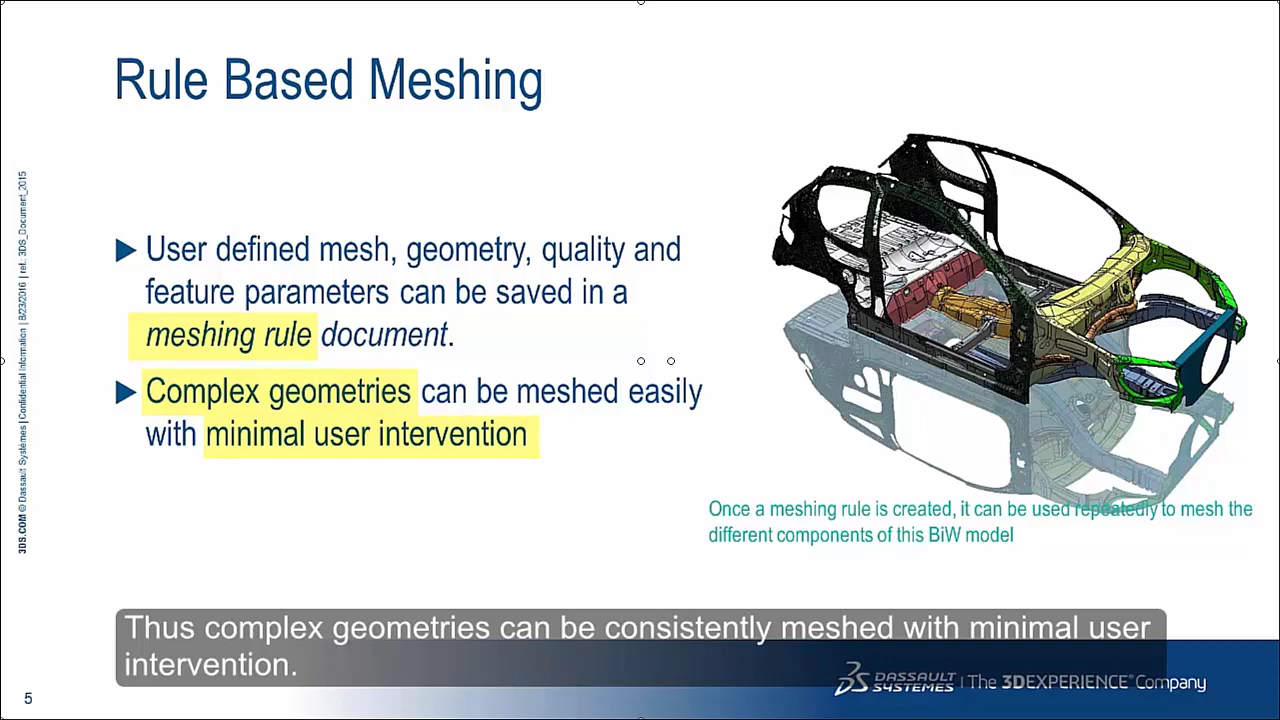 Rule Based Meshing
3DS.COM © Dassault Systèmes | Confidential Information | 8/23/2016 | ref.: 3DS_Document_2015
User defined mesh, geometry, quality and
feature parameters can be saved in a
meshing rule document.
Complex geometries can be meshed easily
with minimal user intervention
Once a meshing rule is created, it can be used repeatedly to mesh the
different components of this BiW model
Thus complex geometries can be consistently meshed with minimal user
intervention.
DASSAULT
SYSTEMES | The 3DEXPERIENCE® Company
5